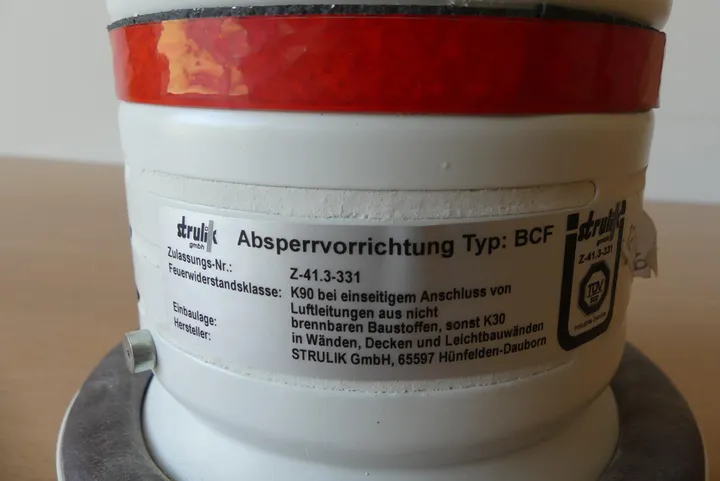 strulik
gmbh
Absperrvorrichtung Typ: BCF
Zulassungs-Nr.: Z-41.3-331
Feuerwiderstandsklasse: K90 bei einseitigem Anschluss von
Luftleitungen aus nicht
brennbaren Baustoffen, sonst K30
Einbaulage: in Wänden, Decken und Leichtbauwänden
Hersteller: STRULIK GmbH, 65597 Hünfelden-Dauborn
strulik
gmbh
Z-41.3-331
TÜV